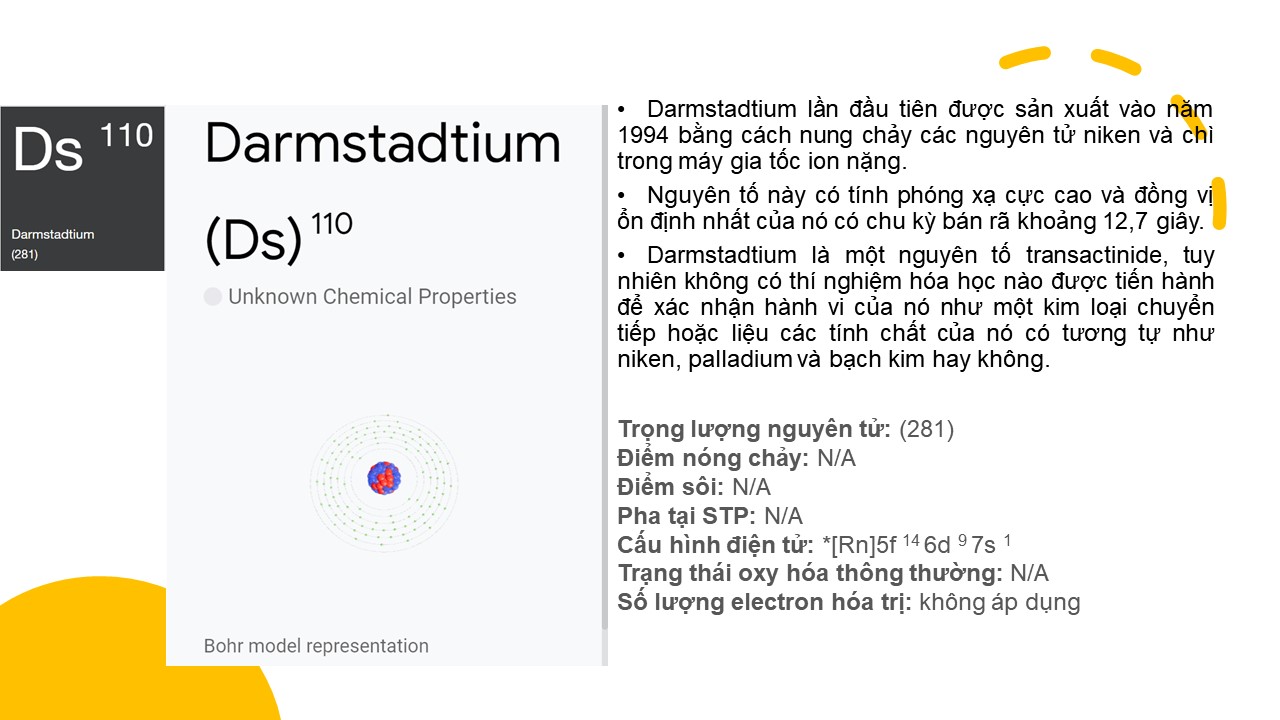 Ds 110
Darmstadtium
(281)
Darmstadtium
(Ds) 110
Unknown Chemical Properties
Bohr model representation
• Darmstadtium lần đầu tiên được sản xuất vào năm
1994 bằng cách nung chảy các nguyên tử niken và chì
trong máy gia tốc ion nặng.
• Nguyên tố này có tính phóng xạ cực cao và đồng vị
ổn định nhất của nó có chu kỳ bán rã khoảng 12,7 giây.
• Darmstadtium là một nguyên tố transactinide, tuy
nhiên không có thí nghiệm hóa học nào được tiến hành
để xác nhận hành vi của nó như một kim loại chuyển
tiếp hoặc liệu các tính chất của nó có tương tự như
niken, palladium và bạch kim hay không.
Trọng lượng nguyên tử: (281)
Điểm nóng chảy: N/A
Điểm sôi: N/A
Pha tại STP: N/A
Cấu hình điện tử: *[Rn]5f 14 6d 9 7s 1
Trạng thái oxy hóa thông thường: N/A
Số lượng electron hóa trị: không áp dụng